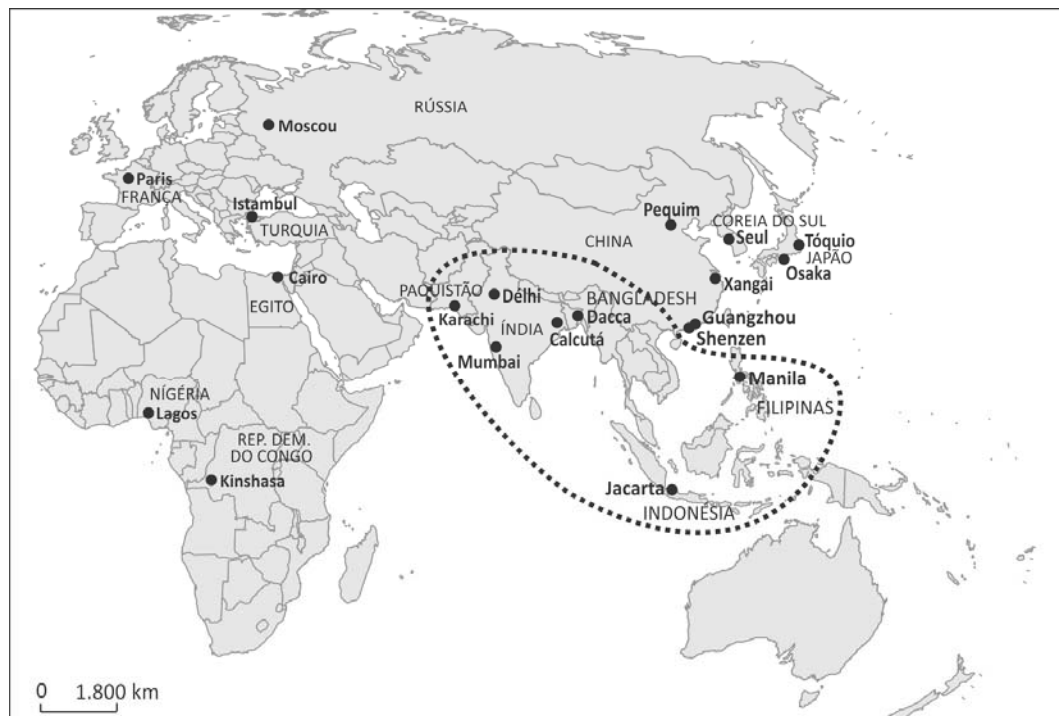 RÚSSIA
Moscou
Paris
FRANÇA
Istambul
TURQUIA
Pequim
COREIA DO SUL
Seul
Tóquio
JAPÃO
Osaka
CHINA
Xangai
Cairo
EGITO
PAQUISTÃO
Karachi
Délhi
BANGLADESH
Dacca
ÍNDIA
Calcutá
Mumbai
Guangzhou
Shenzen
Manila
FILIPINAS
NÍGÉRIA
Lagos
REP. DEM.
DO CONGO
Kinshasa
Jacarta
INDONÉSIA
0 1.800 km